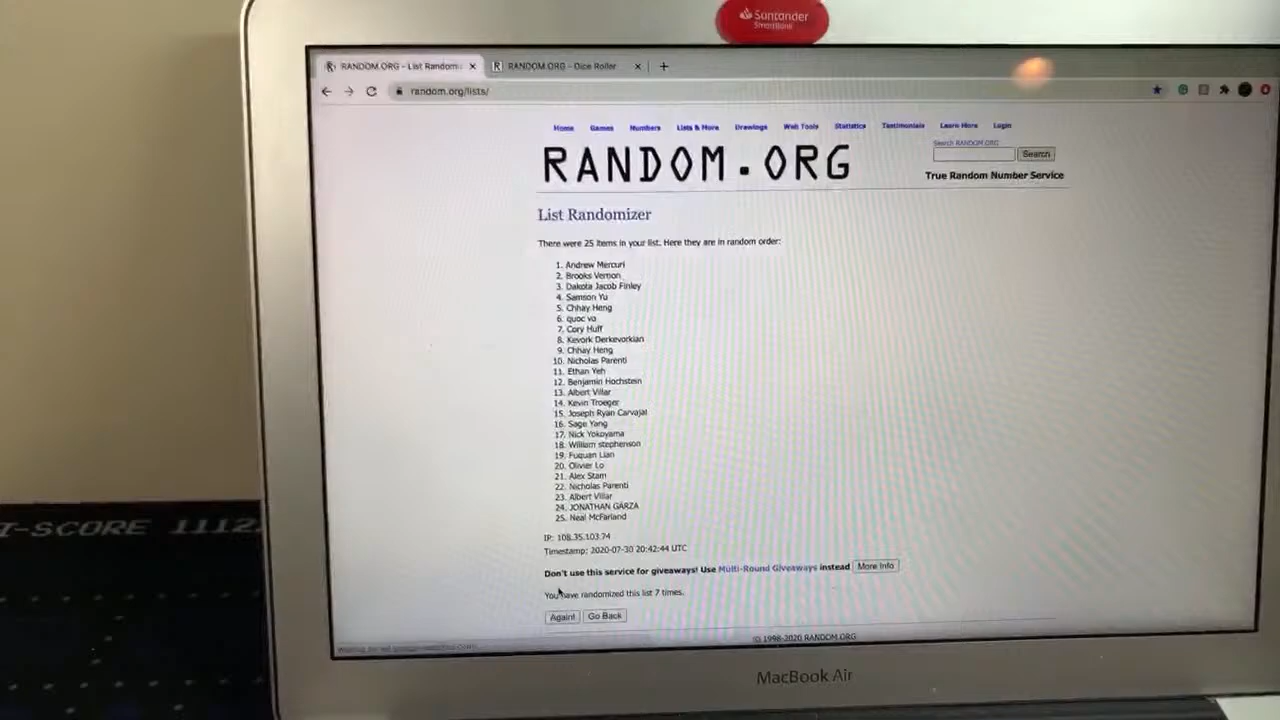 Santander
SmartBank
RANDOM.ORG - List Random
RANDOM.ORG - Dice Roller
random.org/lists/
Home Games Numbers Lists & More Drawings Web Tools Statistics Testimonials Learn More Login
Search RANDOM.ORG
RANDOM.ORG
Search
True Random Number Service
List Randomizer
There were 25 items in your list. Here they are in random order:
1. Andrew Mercuri
2. Brooks Vernon
3. Dakota Jacob Finley
4. Samson Yu
5. Chhay Heng
6. quoc vo
7. Cory Huff
8. Kevork Derkevorkian
9. Chhay Heng
10. Nicholas Parenti
11. Ethan Yeh
12. Benjamin Hochstein
13. Albert Villar
14. Kevin Troeger
15. Joseph Ryan Carvajal
16. Sage Yang
17. Nick Yokoyama
18. William stephenson
19. Fuquan Lian
20. Olivier Lo
21. Alex Stam
22. Nicholas Parenti
23. Albert Villar
24. JONATHAN GARZA
25. Neal McFarland
IP: 108.35.103.74
Timestamp: 2020-07-30 20:42:44 UTC
Don't use this service for giveaways! Use Multi-Round Giveaways instead More Info
You have randomized this list 7 times.
Again! Go Back
© 1998-2020 RANDOM.ORG
MacBook Air
I-SCORE 1112